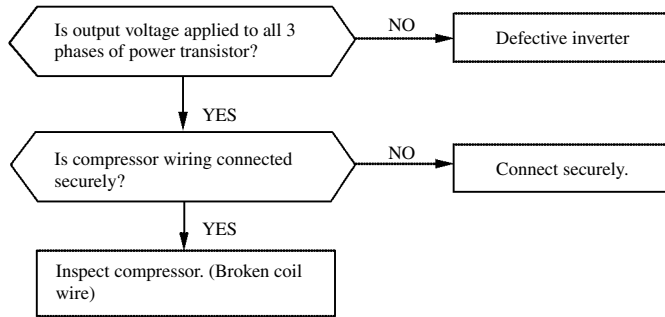 Is output voltage applied to all 3
phases of power transistor?
NO
Defective inverter
YES
Is compressor wiring connected
securely?
NO
Connect securely.
YES
Inspect compressor. (Broken coil
wire)